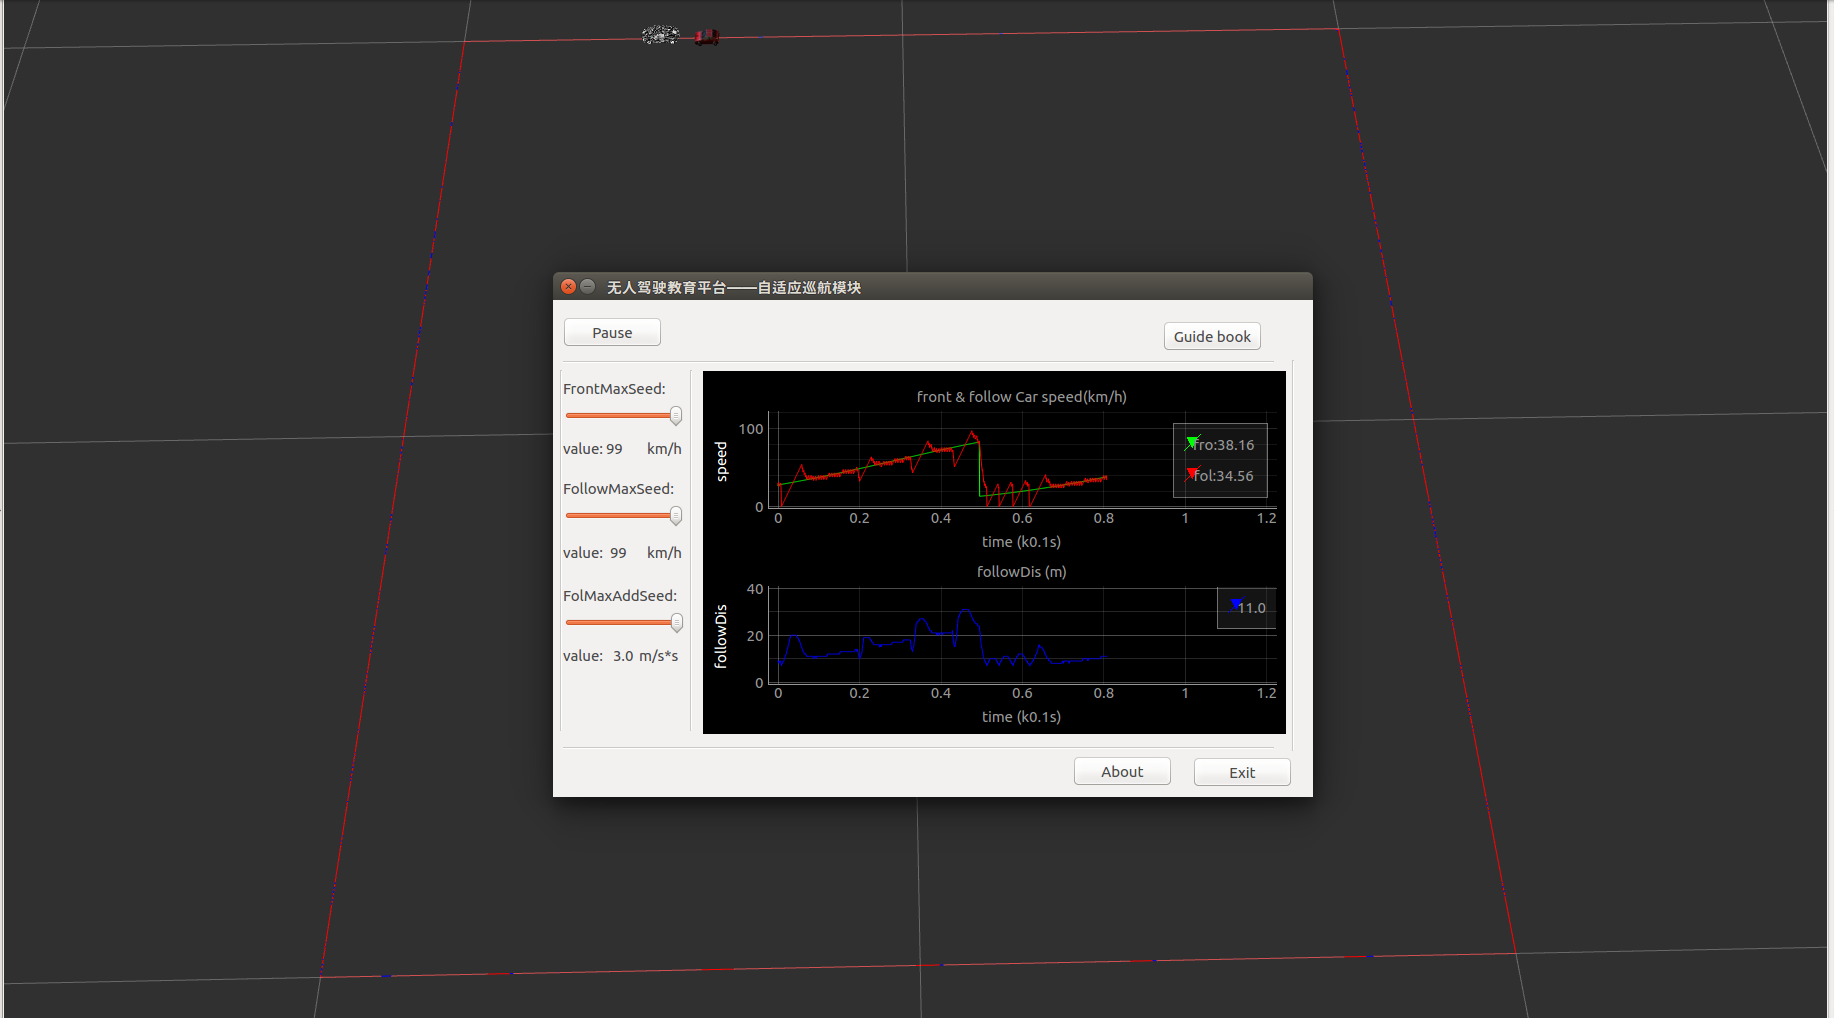 无人驾驶教育平台——自适应巡航模块
Pause
Guide book
FrontMaxSeed:
value: 99 km/h
FollowMaxSeed:
value: 99 km/h
FolMaxAddSeed:
value: 3.0 m/s*s
front & follow Car speed(km/h)
speed
100
0
fro:38.16
fol:34.56
0 0.2 0.4 0.6 0.8 1 1.2
time (k0.1s)
followDis (m)
followDis
40
20
0
11.0
0 0.2 0.4 0.6 0.8 1 1.2
time (k0.1s)
About
Exit